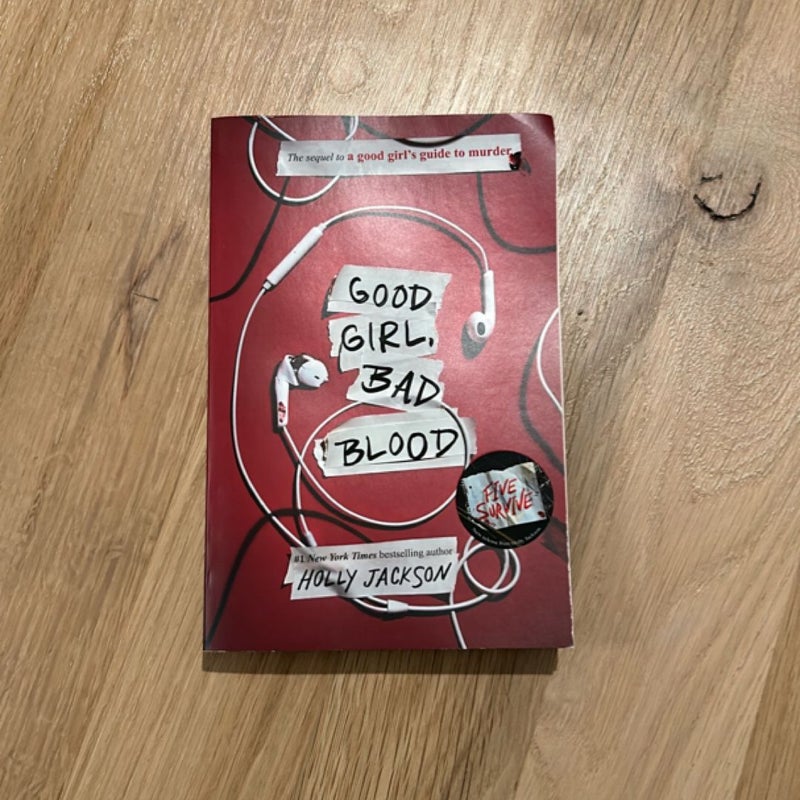 The sequel to a good girl's guide to murder
GOOD
GIRL,
BAD
BLOOD
FIVE
SURVIVE
#1 New York Times bestselling author
HOLLY JACKSON